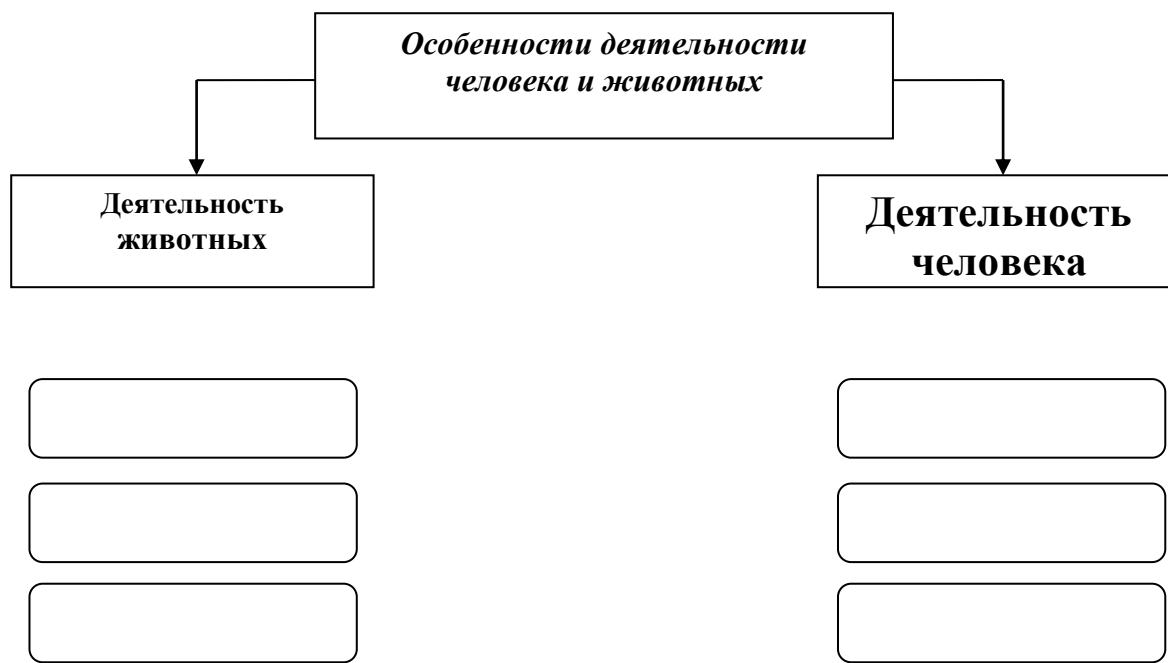 Особенности деятельности
человека и животных
Деятельность
животных
Деятельность
человека